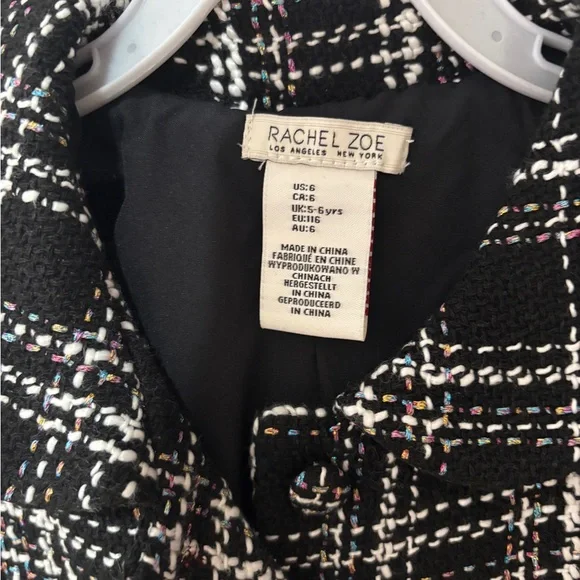 RACHEL ZOE
LOS ANGELES NEW YORK
US:6
CA:6
UK:5-6yrs
EU:116
AU:6
MADE IN CHINA
FABRIQUÉ EN CHINE
WYPRODUKOWANO W
CHINACH
HERGESTELLT
IN CHINA
GEPRODUCEERD
IN CHINA